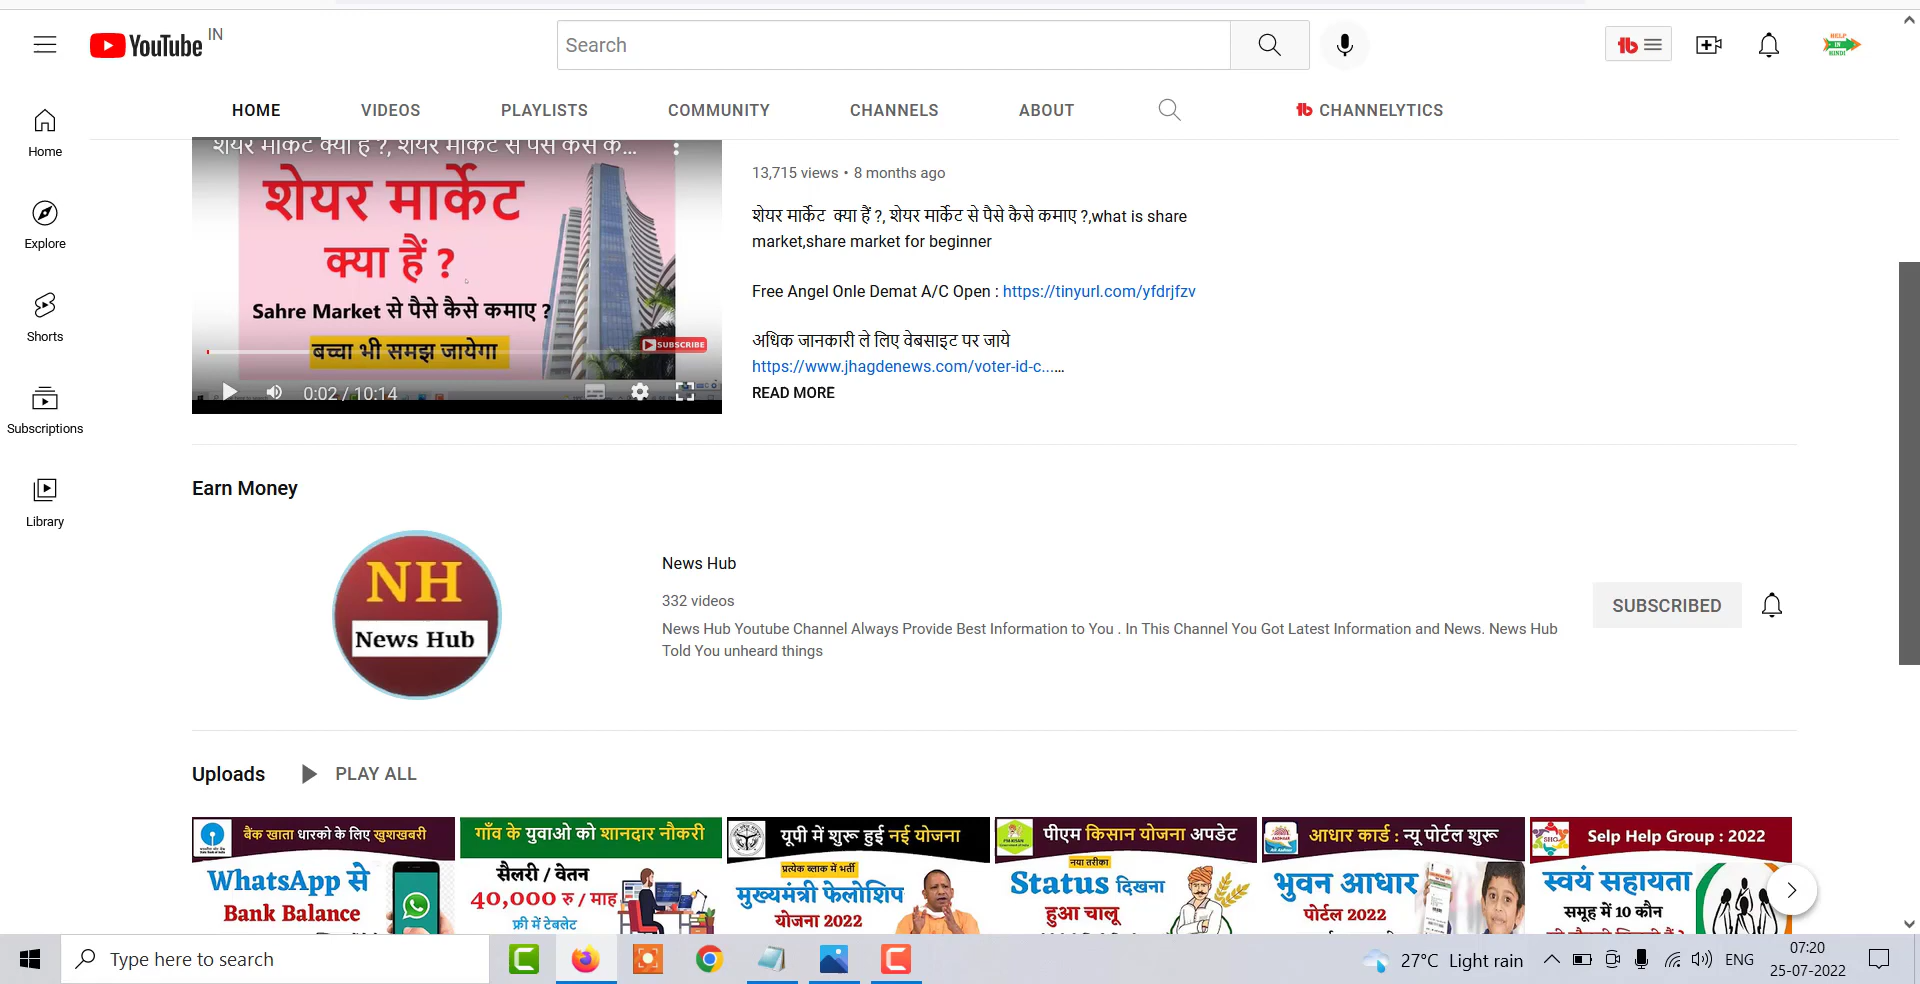 YouTube IN
Search
HOME VIDEOS PLAYLISTS COMMUNITY CHANNELS ABOUT CHANNELYTICS
Home
Explore
Shorts
Subscriptions
Library
शेयर मार्केट क्या हैं ?, शेयर मार्केट से पैसे कैसे क...
शेयर मार्केट
क्या हैं ?
Sahre Market से पैसे कैसे कमाए ?
बच्चा भी समझ जायेगा
SUBSCRIBE
0:02 / 10:14
13,715 views • 8 months ago
शेयर मार्केट क्या हैं ?, शेयर मार्केट से पैसे कैसे कमाए ?,what is share
market,share market for beginner
Free Angel Onle Demat A/C Open : https://tinyurl.com/yfdrjfzv
अधिक जानकारी ले लिए वेबसाइट पर जाये
https://www.jhagdenews.com/voter-id-c......
READ MORE
Earn Money
NH
News Hub
News Hub
332 videos
News Hub Youtube Channel Always Provide Best Information to You . In This Channel You Got Latest Information and News. News Hub
Told You unheard things
SUBSCRIBED
Uploads PLAY ALL
बैंक खाता धारको के लिए खुशखबरी
WhatsApp से
Bank Balance
गाँव के युवाओ को शानदार नौकरी
सैलरी / वेतन
40,000 रु / माह
फ्री में टेबलेट
यूपी में शुरू हुई नई योजना
प्रत्येक ब्लाक में भर्ती
मुख्यमंत्री फेलोशिप
योजना 2022
पीएम किसान योजना अपडेट
नया तरीका
Status दिखना
हुआ चालू
आधार कार्ड : न्यू पोर्टल शुरू
भुवन आधार
पोर्टल 2022
Selp Help Group : 2022
स्वयं सहायता
समूह में 10 कौन
Type here to search
27°C Light rain
ENG
07:20
25-07-2022